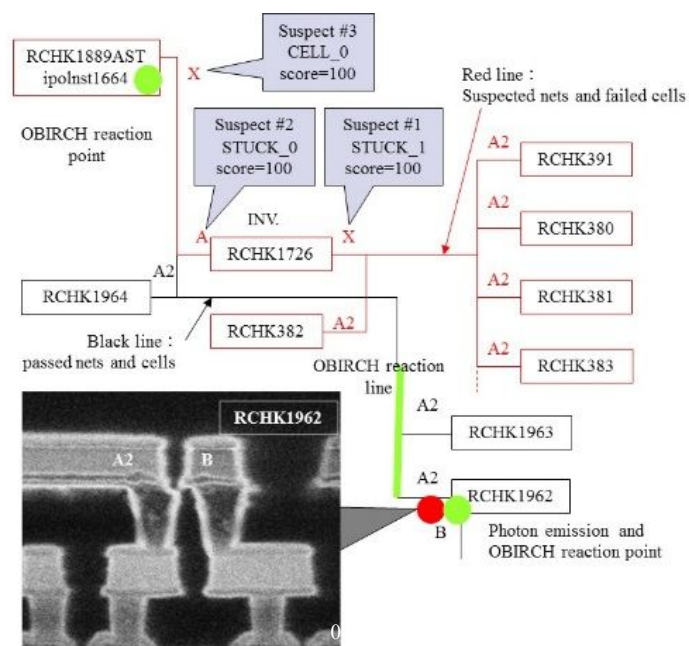 Suspect #3
CELL_0
score=100
RCHK1889AST
ipoInst1664
X
OBIRCH reaction
point
Red line：
Suspected nets and failed cells
Suspect #2
STUCK_0
score=100
Suspect #1
STUCK_1
score=100
A2
RCHK391
INV.
A2
RCHK380
A
RCHK1726
X
A2
RCHK1964
A2
RCHK381
Black line：
passed nets and cells
RCHK382
A2
A2
RCHK383
OBIRCH reaction
line
RCHK1962
A2
B
A2
RCHK1963
A2
RCHK1962
B
Photon emission and
OBIRCH reaction point
0